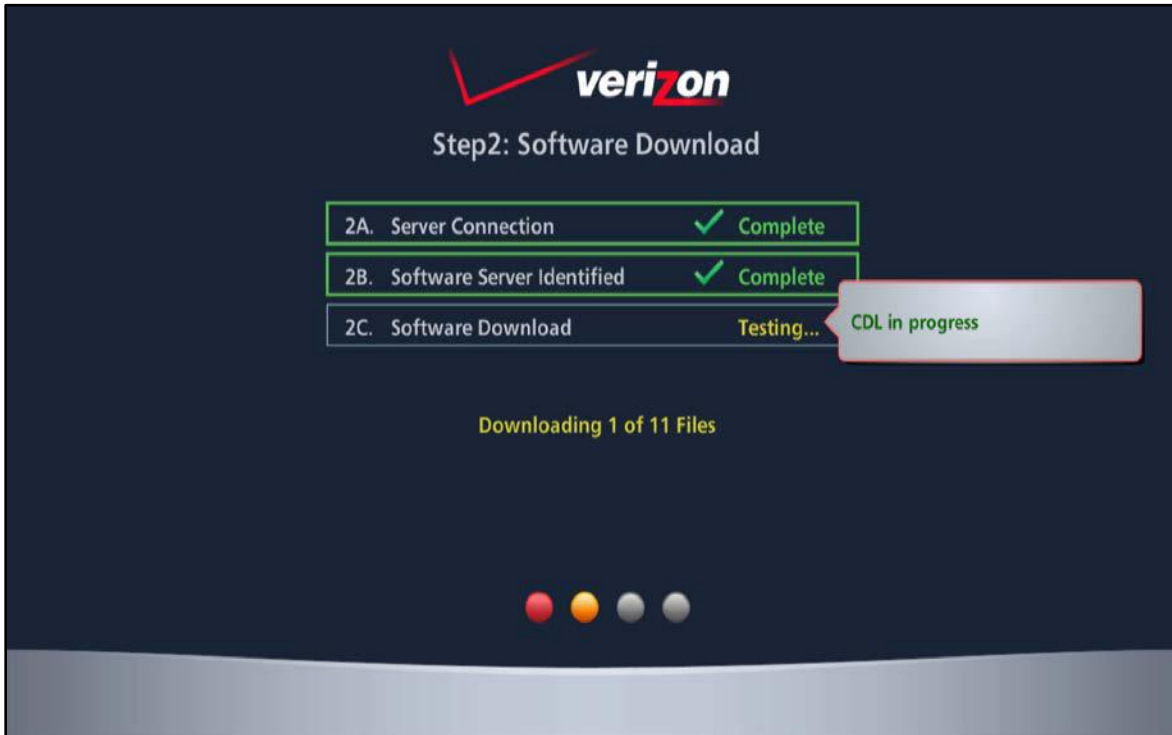 verizon
Step2: Software Download
2A. Server Connection Complete
2B. Software Server Identified Complete
2C. Software Download Testing...
CDL in progress
Downloading 1 of 11 Files